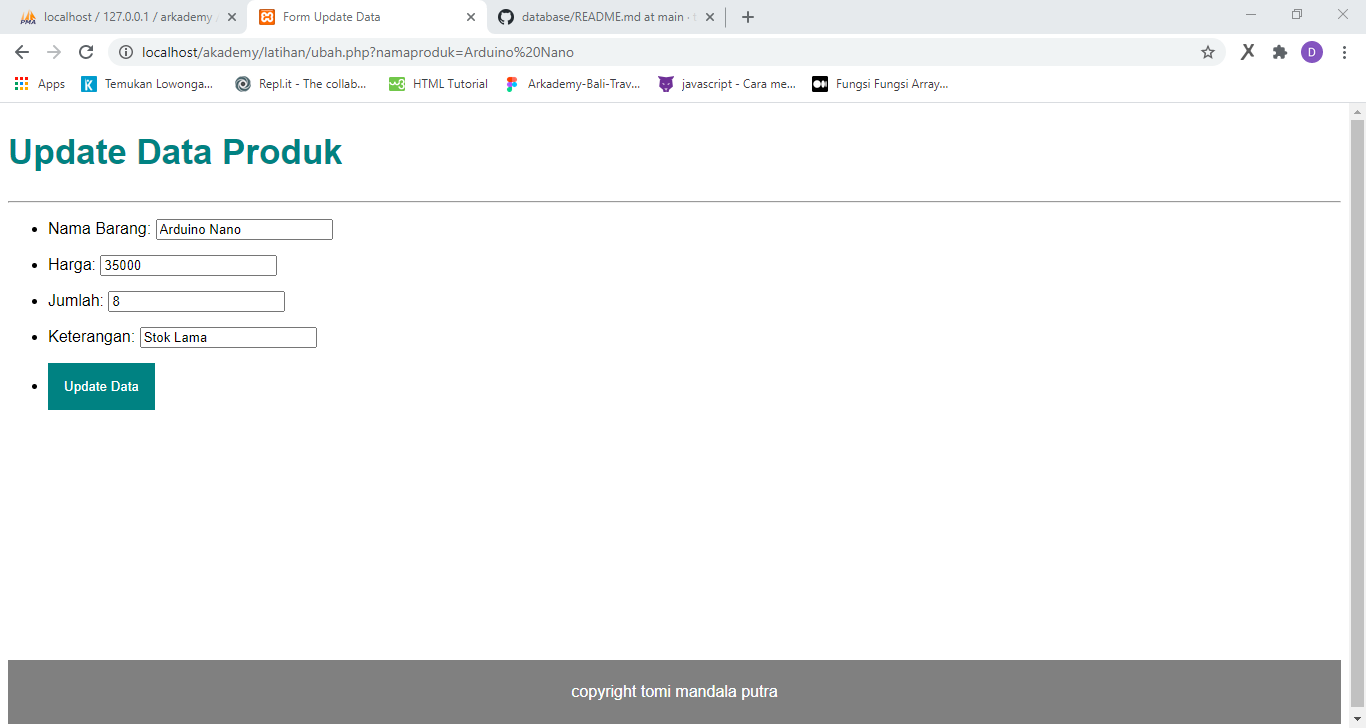 localhost / 127.0.0.1 / arkademy
Form Update Data
database/README.md at main ·
localhost/akademy/latihan/ubah.php?namaproduk=Arduino%20Nano
D
Apps
Temukan Lowonga...
Repl.it - The collab...
HTML Tutorial
Arkademy-Bali-Trav...
javascript - Cara me...
Fungsi Fungsi Array...
Update Data Produk
Nama Barang: Arduino Nano
Harga: 35000
Jumlah: 8
Keterangan: Stok Lama
Update Data
copyright tomi mandala putra